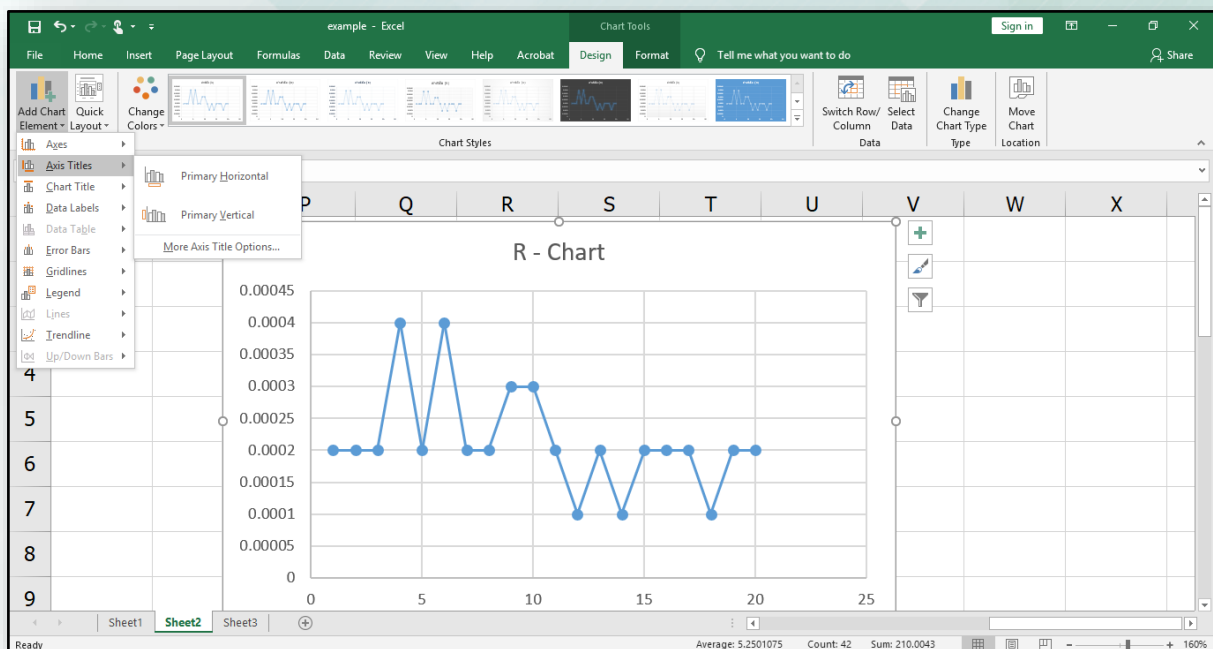 example - Excel
Chart Tools
Sign in
File Home Insert Page Layout Formulas Data Review View Help Acrobat Design Format Tell me what you want to do Share
Add Chart Element
Quick Layout
Change Colors
Switch Row/ Column
Select Data
Change Chart Type
Move Chart
Chart Styles
Data
Type
Location
Axes
Axis Titles
Chart Title
Data Labels
Data Table
Error Bars
Gridlines
Legend
Lines
Trendline
Up/Down Bars
Primary Horizontal
Primary Vertical
More Axis Title Options...
P Q R S T U V W X
4
5
6
7
8
9
R - Chart
0.00045
0.0004
0.00035
0.0003
0.00025
0.0002
0.00015
0.0001
0.00005
0
0 5 10 15 20 25
Sheet1 Sheet2 Sheet3
Ready
Average: 5.2501075 Count: 42 Sum: 210.0043
160%